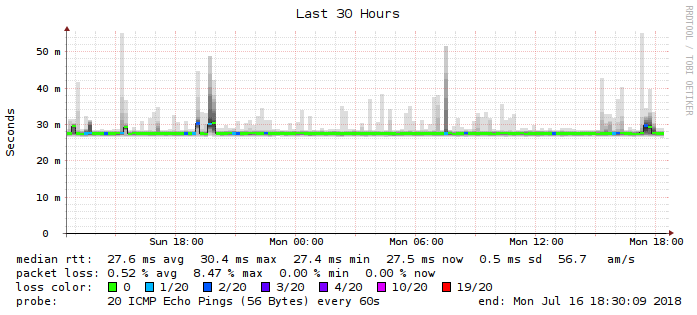 Last 30 Hours
RRDTOOL / TOBI OETIKER
Seconds
50 m
40 m
30 m
20 m
10 m
0
Sun 18:00 Mon 00:00 Mon 06:00 Mon 12:00 Mon 18:00
median rtt: 27.6 ms avg 30.4 ms max 27.4 ms min 27.5 ms now 0.5 ms sd 56.7 am/s
packet loss: 0.52 % avg 8.47 % max 0.00 % min 0.00 % now
loss color: 0 1/20 2/20 3/20 4/20 10/20 19/20
probe: 20 ICMP Echo Pings (56 Bytes) every 60s end: Mon Jul 16 18:30:09 2018